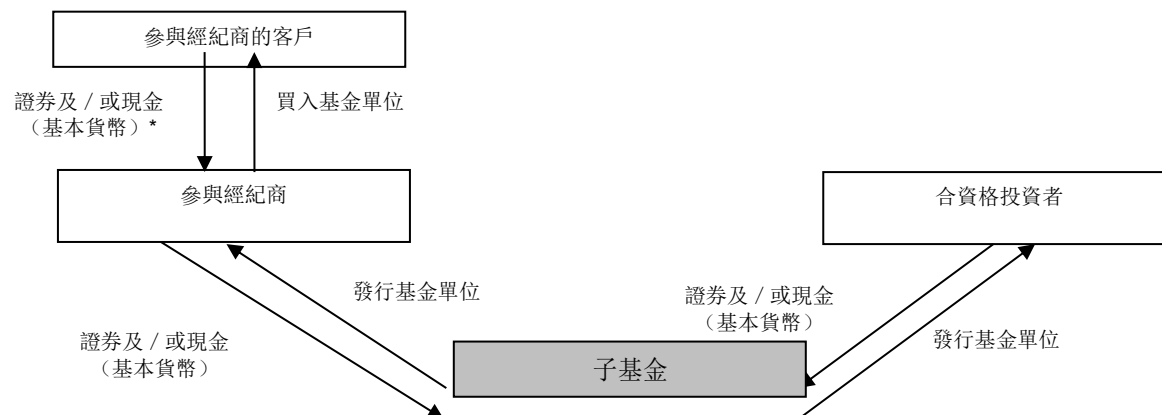 參與經紀商的客戶
證券及 / 或現金
（基本貨幣）*
買入基金單位
參與經紀商
合資格投資者
發行基金單位
證券及 / 或現金
（基本貨幣）
證券及 / 或現金
（基本貨幣）
發行基金單位
子基金